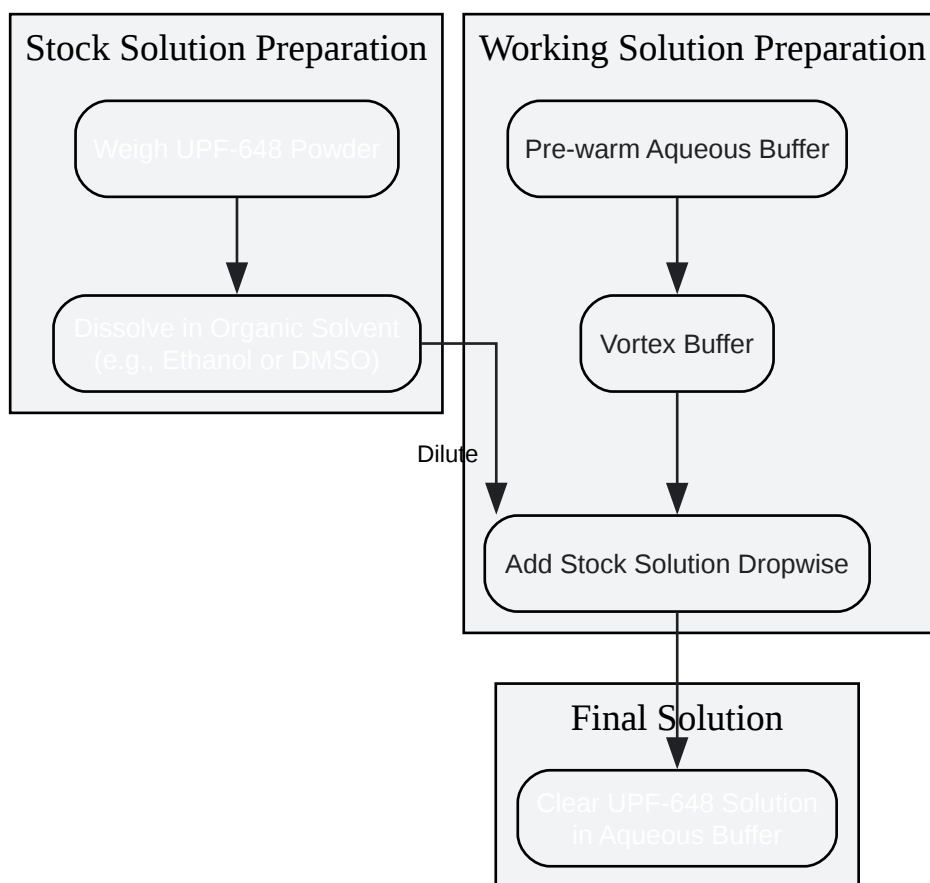 Stock Solution Preparation
Weigh UPF-648 Powder
Dissolve in Organic Solvent
(e.g., Ethanol or DMSO)
Dilute
Working Solution Preparation
Pre-warm Aqueous Buffer
Vortex Buffer
Add Stock Solution Dropwise
Final Solution
Clear UPF-648 Solution
in Aqueous Buffer